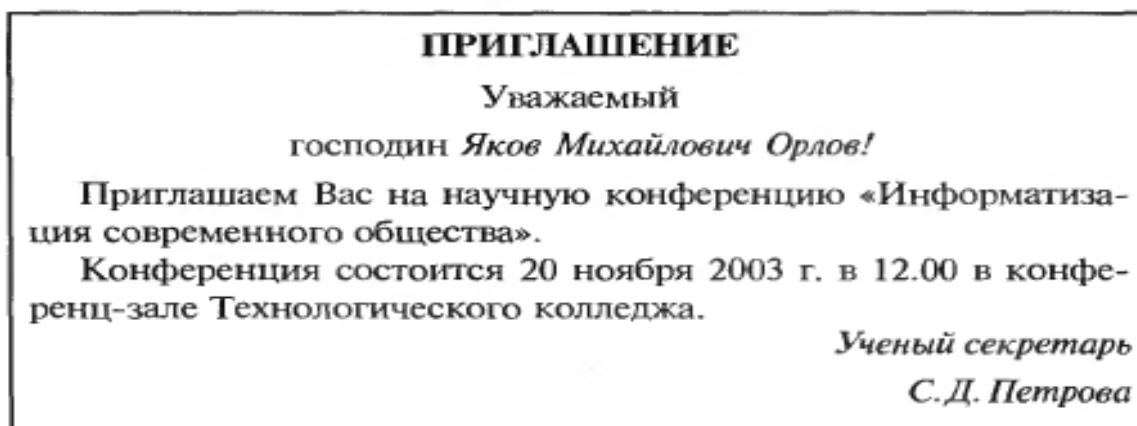 ПРИГЛАШЕНИЕ
Уважаемый
господин Яков Михайлович Орлов!
Приглашаем Вас на научную конференцию «Информатиза-
ция современного общества».
Конференция состоится 20 ноября 2003 г. в 12.00 в конфе-
ренц-зале Технологического колледжа.
Ученый секретарь
С.Д. Петрова